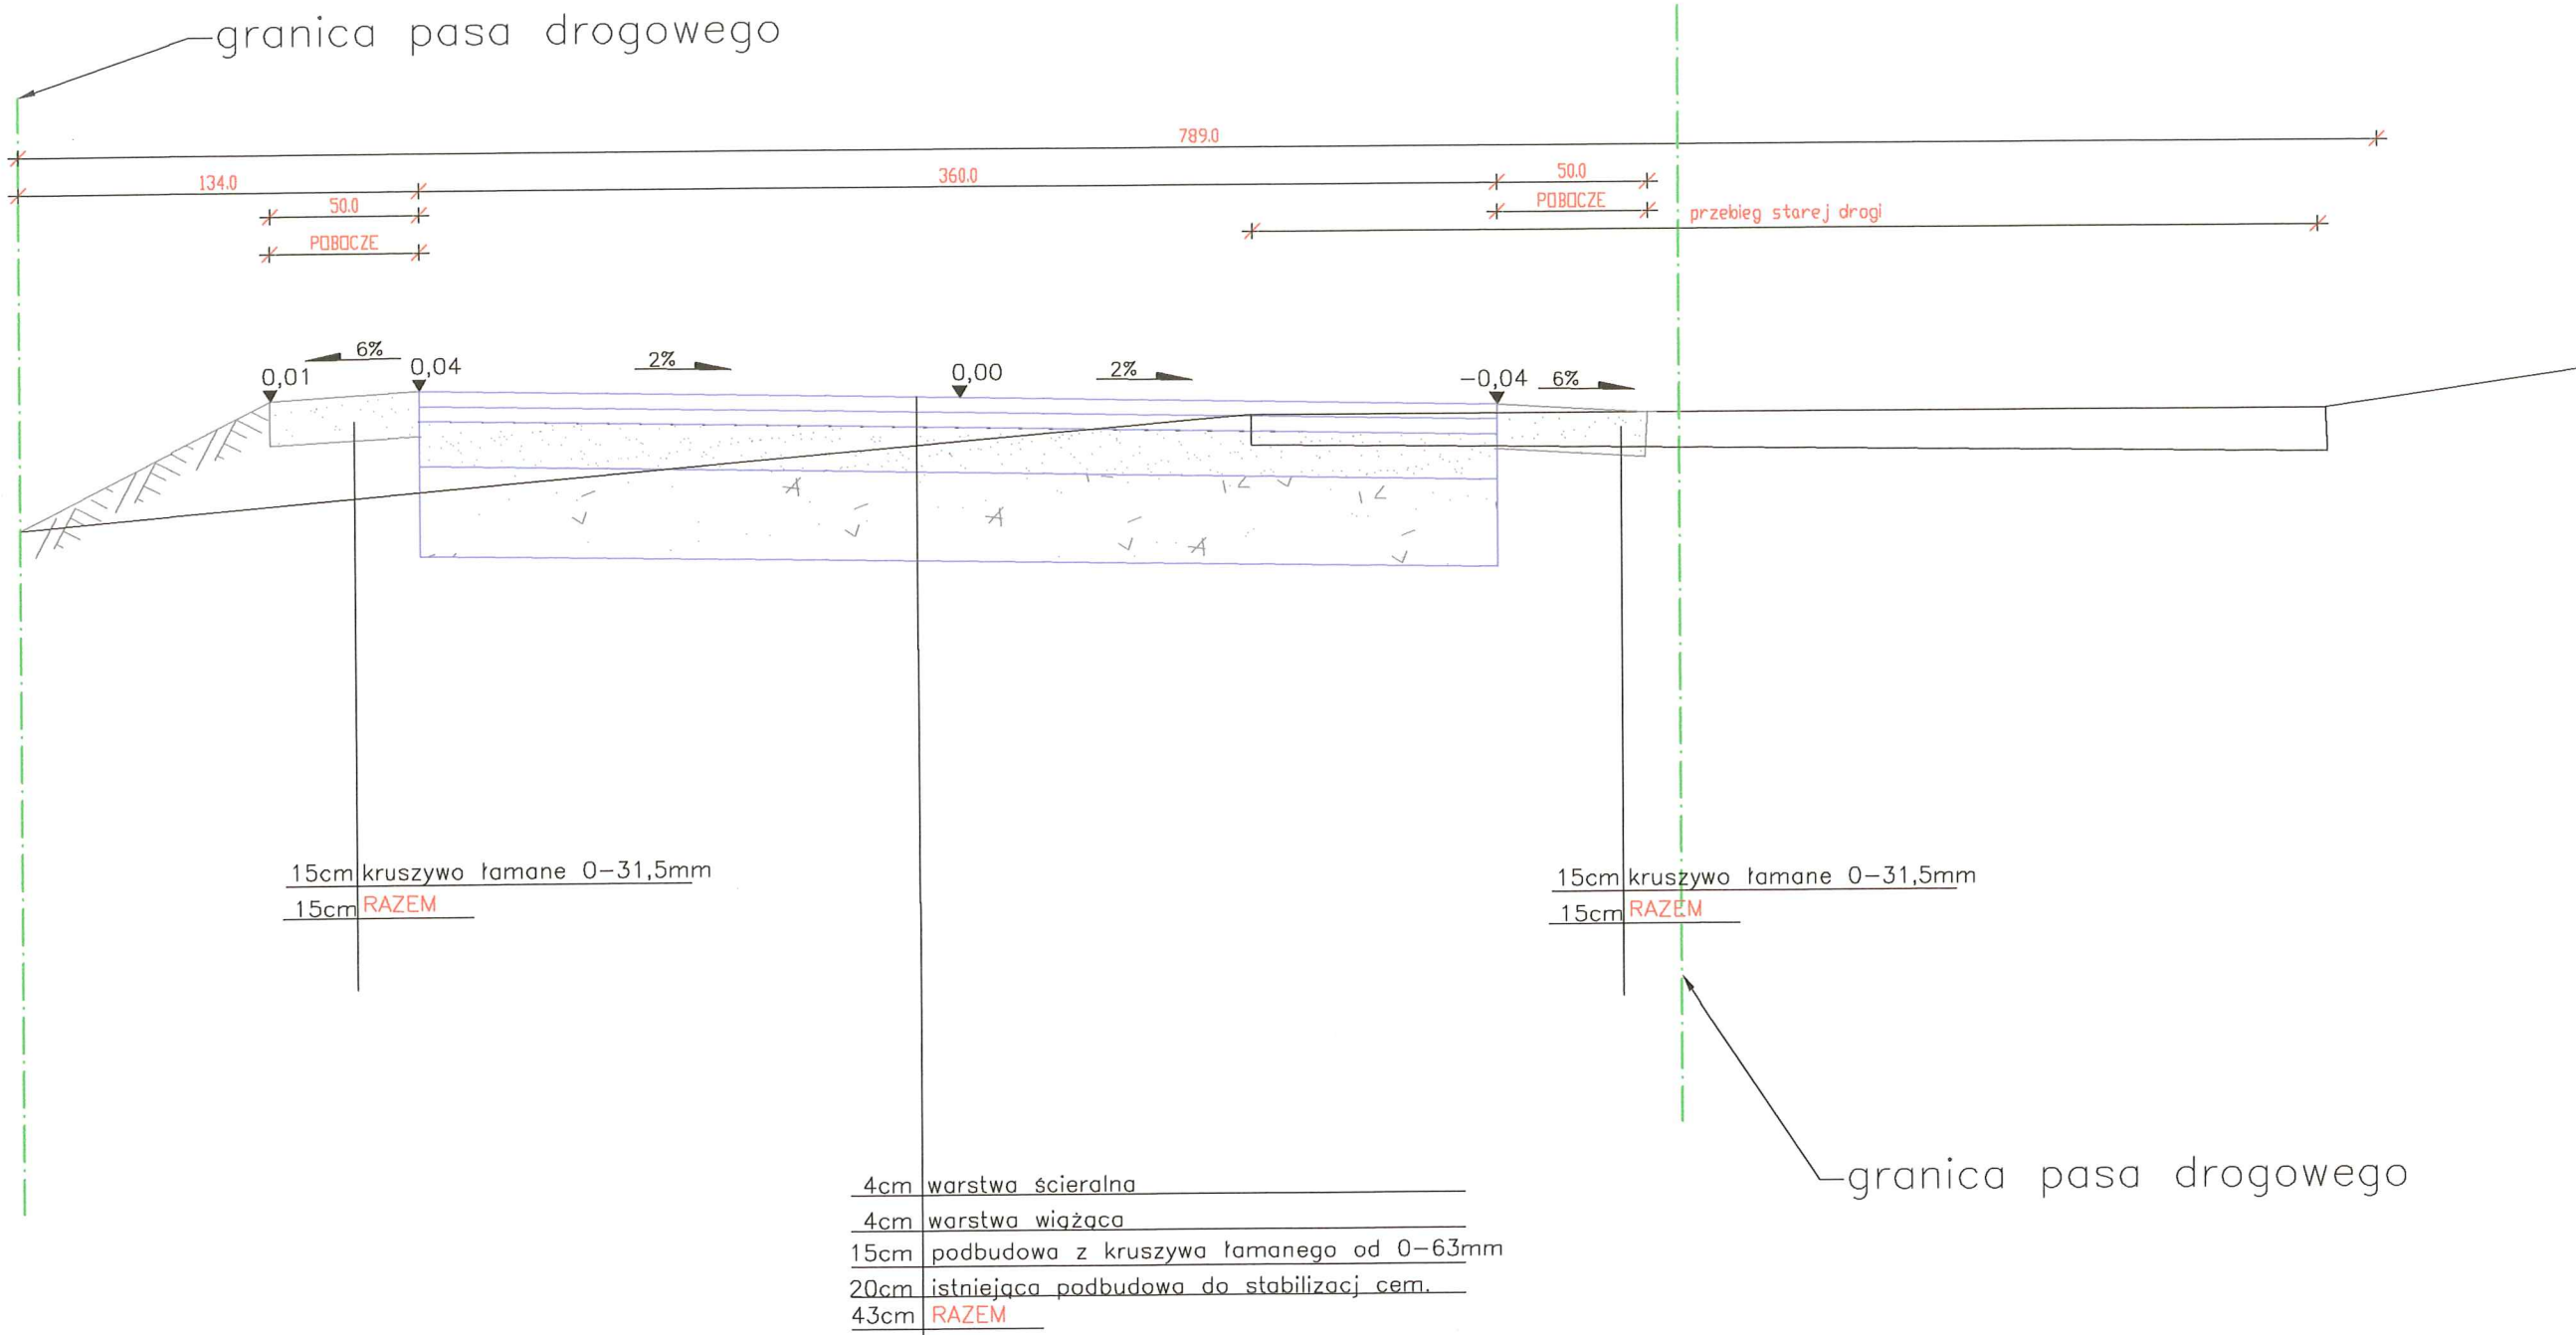 granica pasa drogowego
789.0
134.0
360.0
50.0
50.0
POBOCZE
przebieg starej drogi
POBOCZE
6%
0,04
2%
0,00
2%
-0,04
6%
0,01
15cm kruszywo łamane 0-31,5mm
15cm RAZEM
15cm kruszywo łamane 0-31,5mm
15cm RAZEM
granica pasa drogowego
4cm warstwa ścieralna
4cm warstwa wiążąca
15cm podbudowa z kruszywa łamanego od 0-63mm
20cm istniejąca podbudowa do stabilizacj cem.
43cm RAZEM